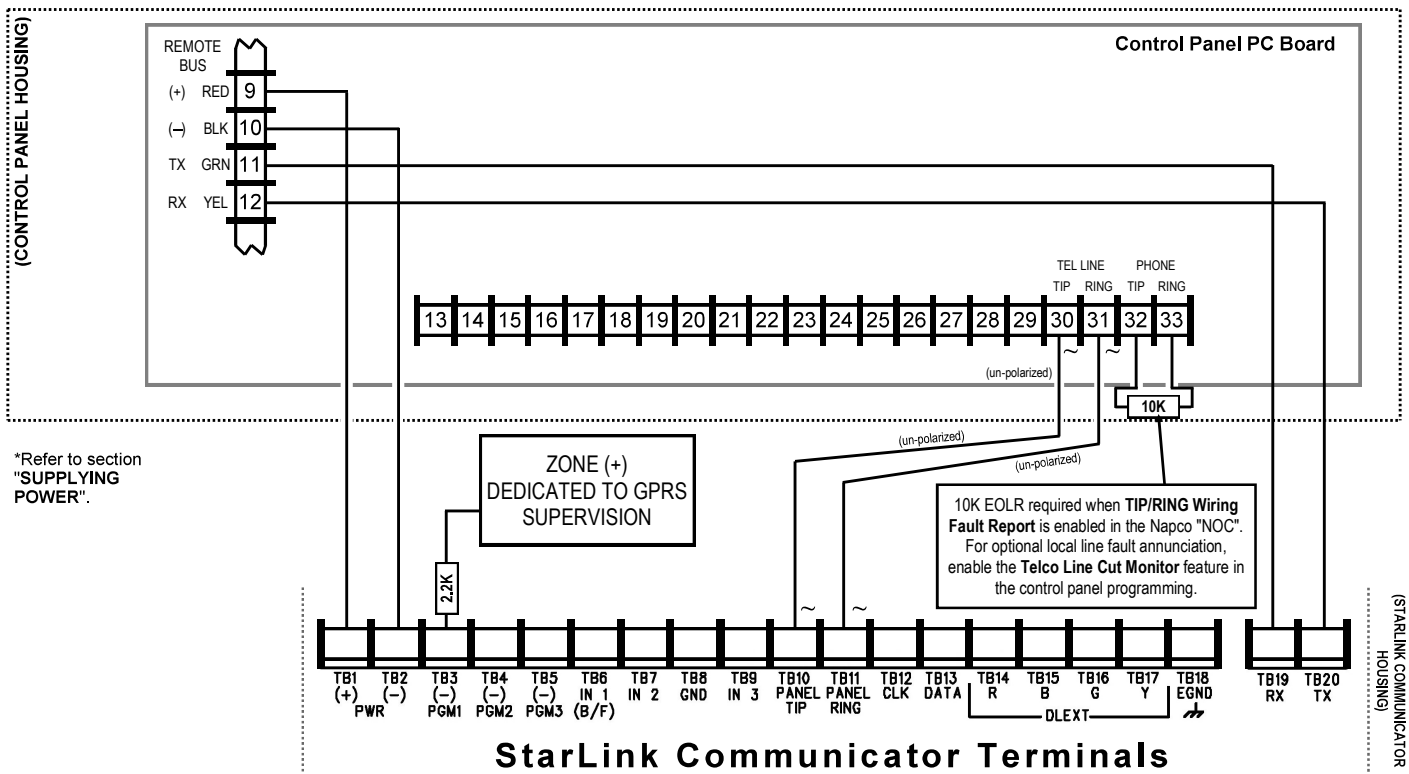 (CONTROL PANEL HOUSING)
Control Panel PC Board
REMOTE
BUS
(+) RED 9
(–) BLK 10
TX GRN 11
RX YEL 12
TEL LINE PHONE
TIP RING TIP RING
13 14 15 16 17 18 19 20 21 22 23 24 25 26 27 28 29 30 31 32 33
~ ~
(un-polarized)
10K
(un-polarized)
(un-polarized)
*Refer to section
"SUPPLYING
POWER".
ZONE (+)
DEDICATED TO GPRS
SUPERVISION
2.2K
10K EOLR required when TIP/RING Wiring
Fault Report is enabled in the Napco "NOC".
For optional local line fault annunciation,
enable the Telco Line Cut Monitor feature in
the control panel programming.
~ ~
TB1 TB2 TB3 TB4 TB5 TB6 TB7 TB8 TB9 TB10 TB11 TB12 TB13 TB14 TB15 TB16 TB17 TB18 TB19 TB20
(+) (–) (–) (–) (–) IN 1 IN 2 GND IN 3 PANEL PANEL CLK DATA R B G Y EGND RX TX
PWR PGM1 PGM2 PGM3 (B/F) TIP RING DLEXT
StarLink Communicator Terminals
(STARLINK COMMUNICATOR
HOUSING)